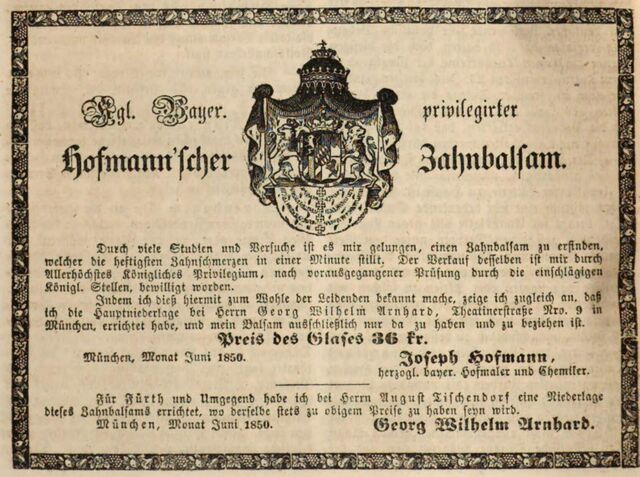 Kgl. Bayer. privilegirter
Hofmann'scher Zahnbalsam.
Durch viele Studien und Versuche ist es mir gelungen, einen Zahnbalsam zu erfinden,
welcher die heftigsten Zahnschmerzen in einer Minute stillt. Der Verkauf desselben ist mir durch
Allerhöchstes Königliches Privilegium, nach vorausgegangener Prüfung durch die einschlägigen
Königl. Stellen, bewilligt worden.
Indem ich dieß hiermit zum Wohle der Leidenden bekannt mache, zeige ich zugleich an, daß
ich die Hauptniederlage bei Herrn Georg Wilhelm Arnhard, Theatinerstraße Nro. 9 in
München, errichtet habe, und mein Balsam ausschließlich nur da zu haben und zu beziehen ist.
Preis des Glases 36 kr.
München, Monat Juni 1850.
Joseph Hofmann,
herzogl. bayer. Hofmaler und Chemiker.
Für Fürth und Umgegend habe ich bei Herrn August Tischendorf eine Niederlage
dieses Zahnbalsams errichtet, wo derselbe stets zu obigem Preise zu haben seyn wird.
München, Monat Juni 1850.
Georg Wilhelm Arnhard.